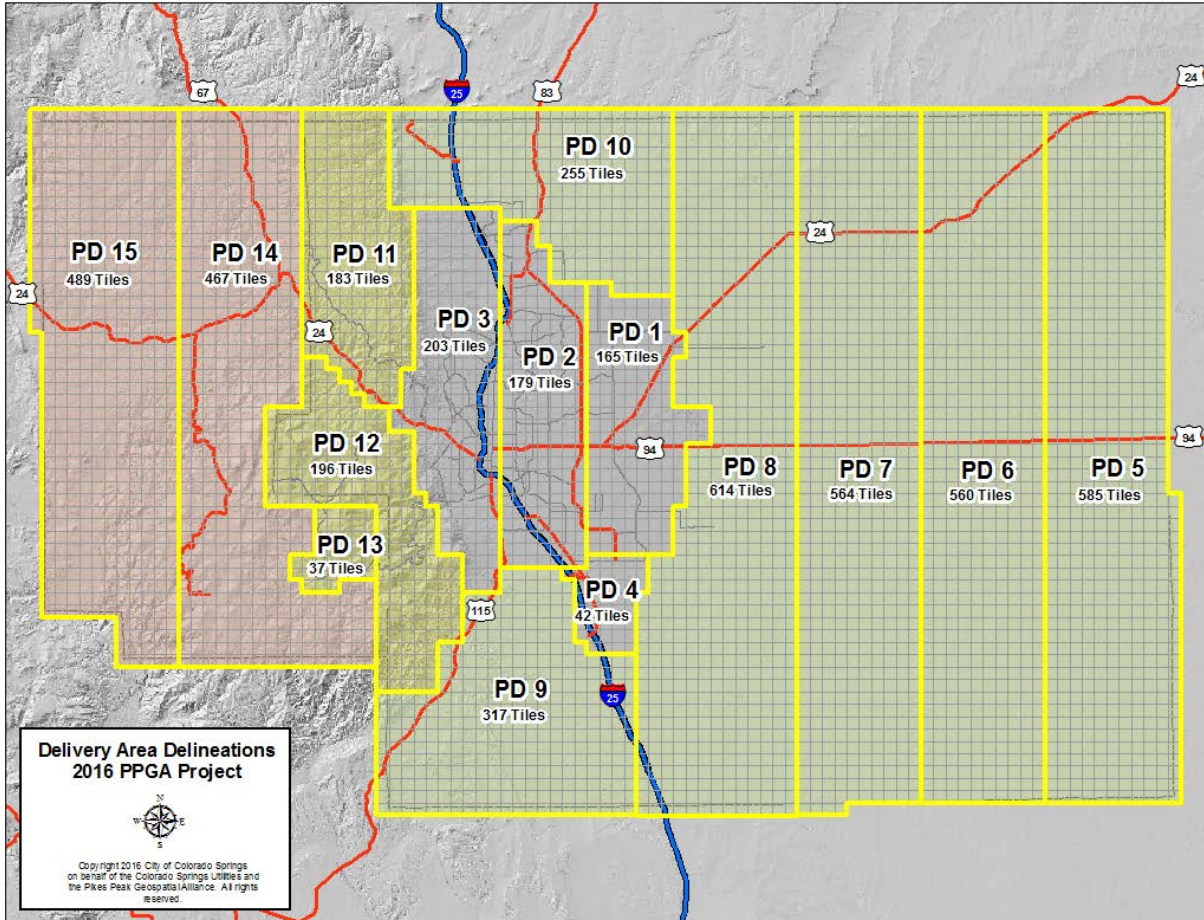 67
25
83
24
PD 10
255 Tiles
24
PD 15
489 Tiles
PD 14
467 Tiles
PD 11
183 Tiles
24
24
PD 3
203 Tiles
PD 1
165 Tiles
PD 2
179 Tiles
PD 12
196 Tiles
94
94
PD 8
614 Tiles
PD 7
564 Tiles
PD 6
560 Tiles
PD 5
585 Tiles
PD 13
37 Tiles
115
PD 4
42 Tiles
PD 9
317 Tiles
25
Delivery Area Delineations
2016 PPGA Project
N
W E
S
Copyright 2016 City of Colorado Springs
on behalf of the Colorado Springs Utilities and
the Pikes Peak Geospatial Alliance. All rights
reserved.